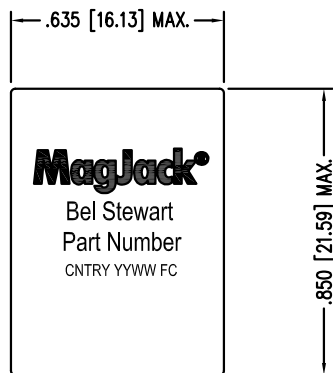 .635 [16.13] MAX.
MagJack®
Bel Stewart
Part Number
CNTRY YYWW FC
.850 [21.59] MAX.